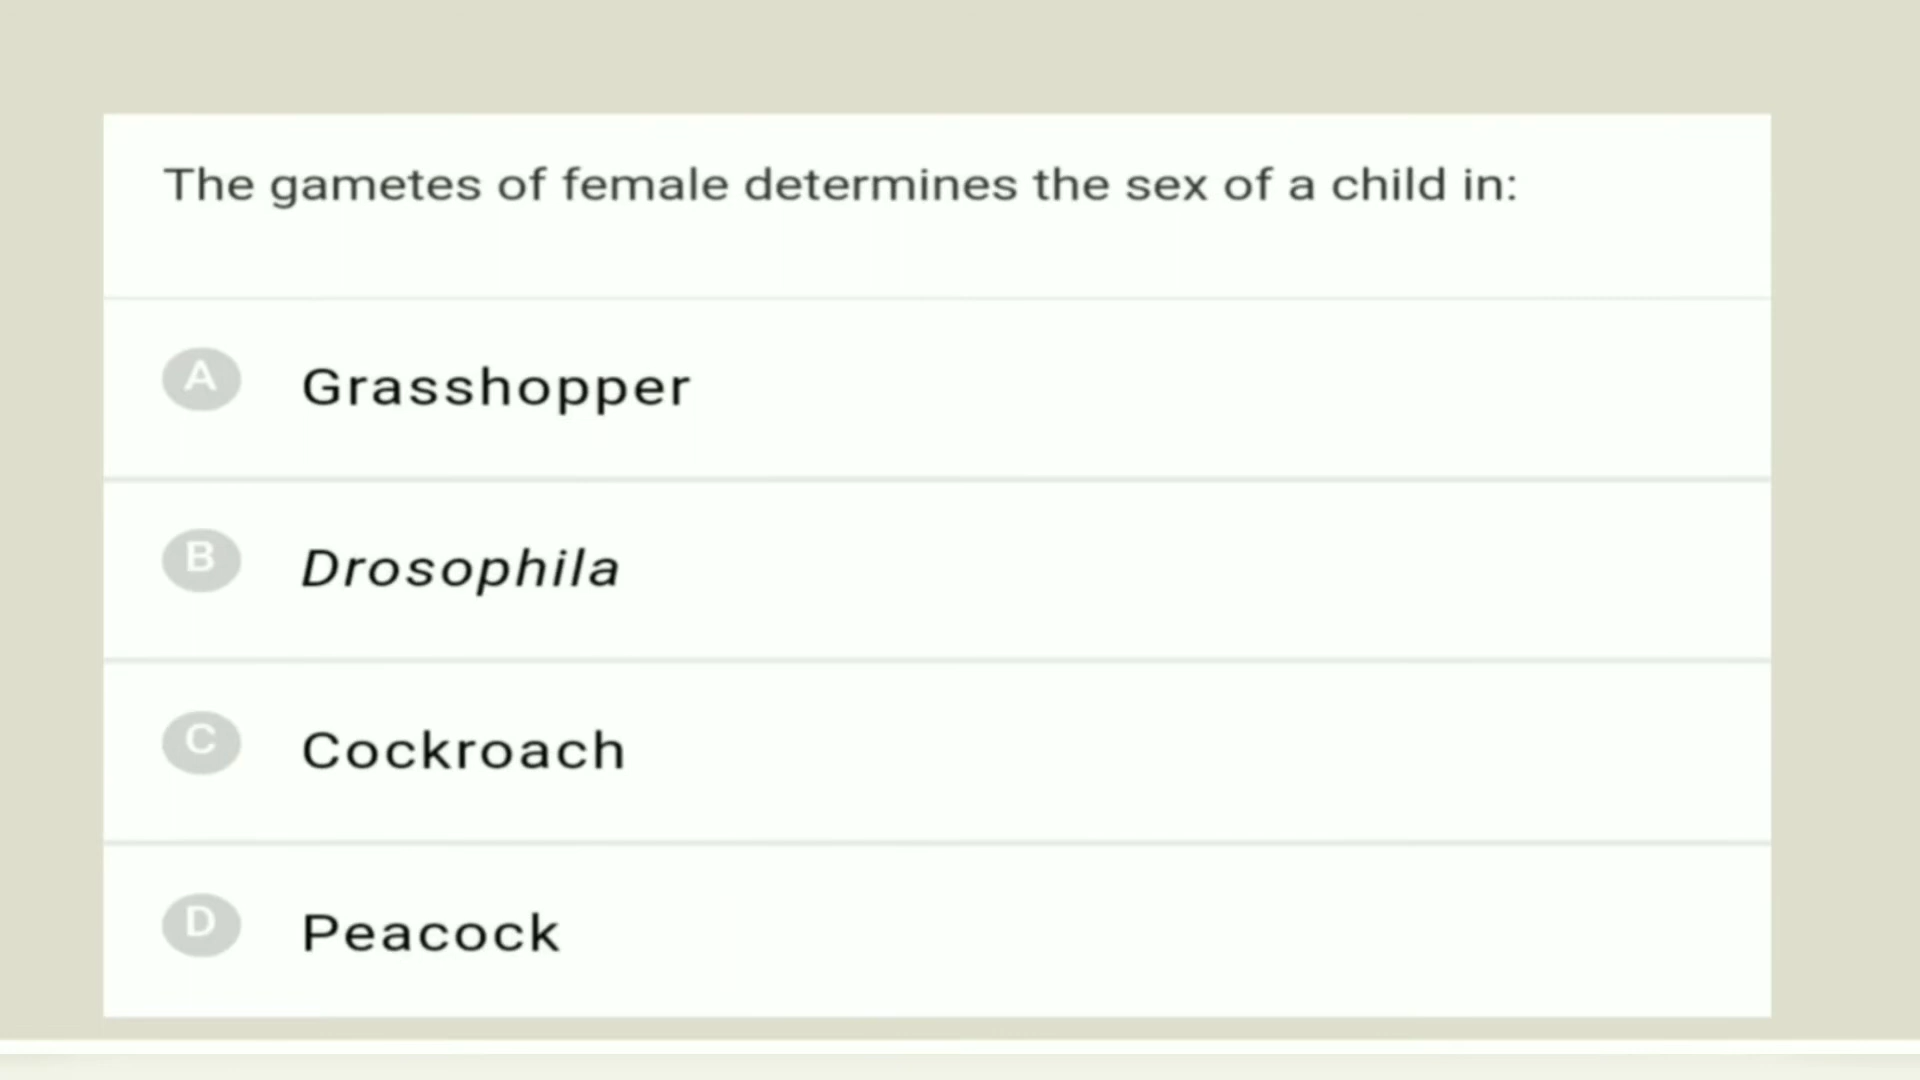 The gametes of female determines the sex of a child in:
A Grasshopper
B Drosophila
C Cockroach
D Peacock